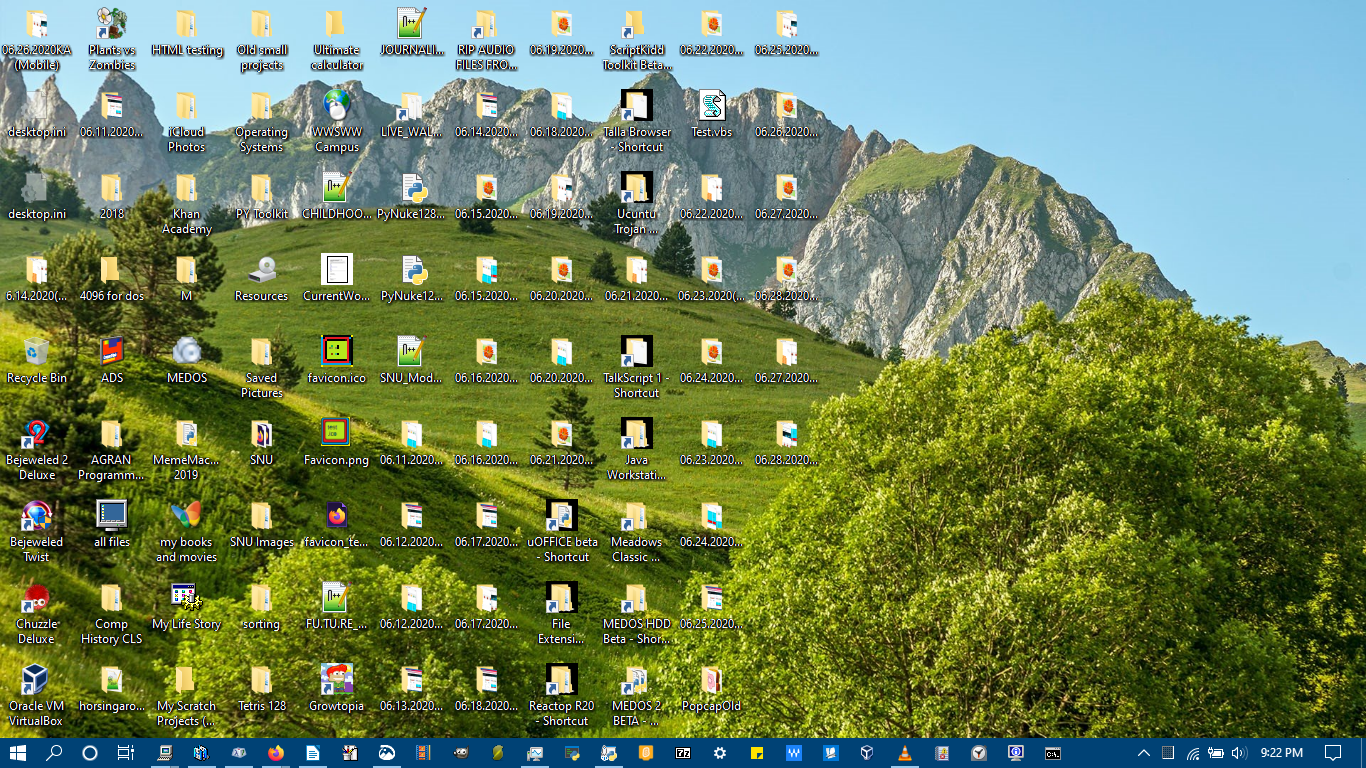 06.26.2020KA
(Mobile)
Plants vs
Zombies
HTML testing
Old small
projects
Ultimate
calculator
JOURNALI...
RIP AUDIO
FILES FRO...
06.19.2020...
ScriptKidd
Toolkit Beta...
06.22.2020...
06.25.2020...
desktop.ini
06.11.2020...
iCloud
Photos
Operating
Systems
WWSWW
Campus
LIVE_WAL...
06.14.2020...
06.18.2020...
Talla Browser
- Shortcut
Test.vbs
06.26.2020...
desktop.ini
2018
Khan
Academy
PY Toolkit
CHILDHOO...
PyNuke128...
06.15.2020...
06.19.2020...
Ucuntu
Trojan ...
06.22.2020...
06.27.2020...
6.14.2020(...
4096 for dos
M
Resources
CurrentWo...
PyNuke12...
06.15.2020...
06.20.2020...
06.21.2020...
06.23.2020(...
06.28.2020...
Recycle Bin
ADS
MEDOS
Saved
Pictures
favicon.ico
SNU_Mod...
06.16.2020...
06.20.2020...
TalkScript 1 -
Shortcut
06.24.2020...
06.27.2020...
Bejeweled 2
Deluxe
AGRAN
Programm...
MemeMac...
2019
SNU
Favicon.png
06.11.2020...
06.16.2020...
06.21.2020...
Java
Workstati...
06.23.2020...
06.28.2020...
Bejeweled
Twist
all files
my books
and movies
SNU Images
favicon_te...
06.12.2020...
06.17.2020...
uOFFICE beta
- Shortcut
Meadows
Classic ...
06.24.2020...
Chuzzle
Deluxe
Comp
History CLS
My Life Story
sorting
FU.TU.RE_...
06.12.2020...
06.17.2020...
File
Extensi...
MEDOS HDD
Beta - Shor...
06.25.2020...
Oracle VM
VirtualBox
horsingaro...
My Scratch
Projects (...
Tetris 128
Growtopia
06.13.2020...
06.18.2020...
Reactop R20
- Shortcut
MEDOS 2
BETA - ...
PopcapOld
9:22 PM